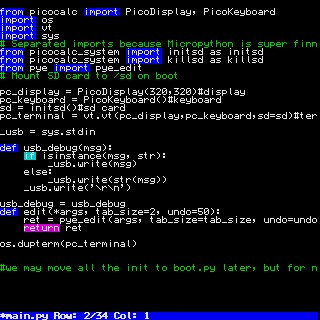 from picocalc import PicoDisplay, PicoKeyboard
import os
import vt
import sys
# Separated imports because Micropython is super finn
from picocalc_system import initsd as initsd
from picocalc_system import killsd as killsd
from pye import pye_edit
# Mount SD card to /sd on boot
pc_display = PicoDisplay(320,320)#display
pc_keyboard = PicoKeyboard()#keyboard
sd = initsd()#sd card
pc_terminal = vt.vt(pc_display,pc_keyboard,sd=sd)#ter
_usb = sys.stdin
def usb_debug(msg):
    if isinstance(msg, str):
        _usb.write(msg)
    else:
        _usb.write(str(msg))
    _usb.write('\r\n')
usb_debug = usb_debug
def edit(*args, tab_size=2, undo=50):
    ret = pye_edit(args, tab_size=tab_size, undo=undo
    return ret
os.dupterm(pc_terminal)
#we may move all the init to boot.py later, but for n
*main.py Row: 2/34 Col: 1